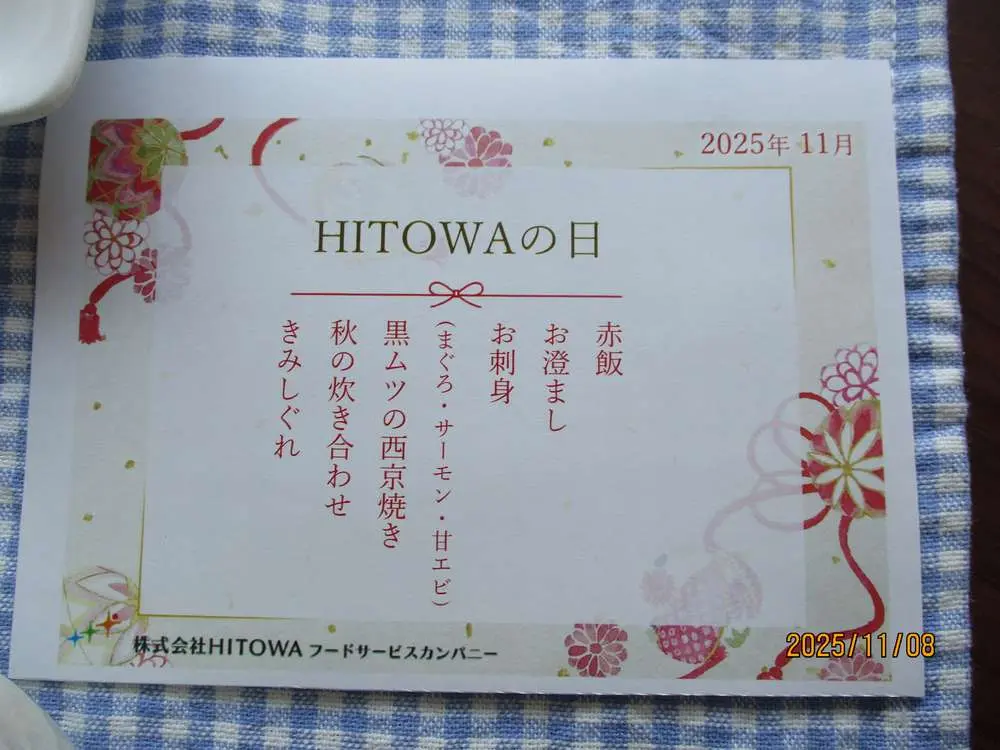 2025年 11月
HITOWAの日
赤飯
お澄まし
お刺身
(まぐろ・サーモン・甘エビ)
黒ムツの西京焼き
秋の炊き合わせ
きみしぐれ
株式会社HITOWA フードサービスカンパニー
2025/11/08